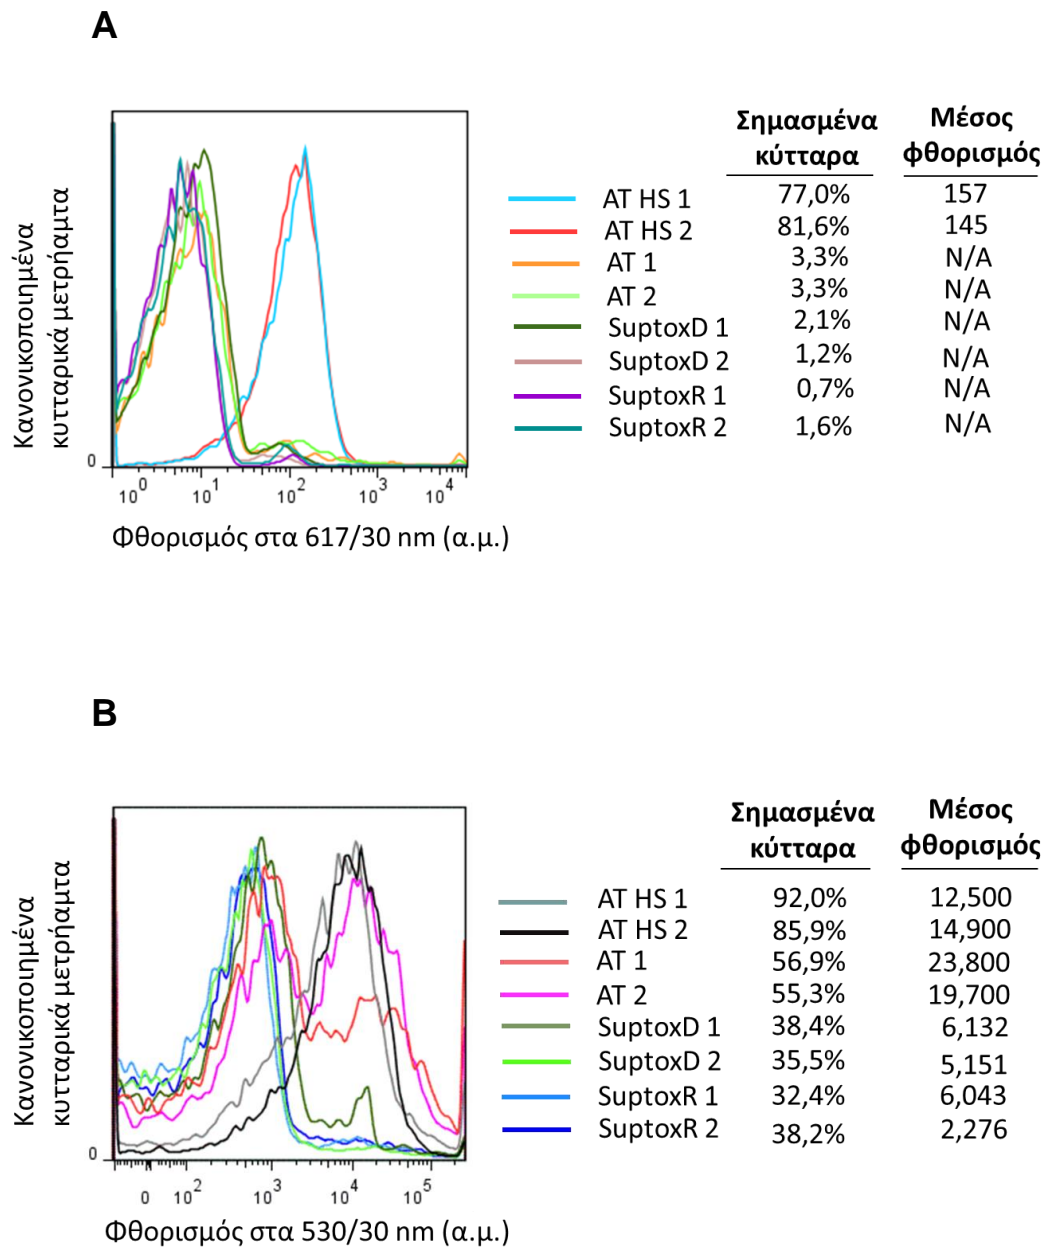 A
Κανονικοποιημένα
κυτταρικά μετρήαμτα
0
10^0 10^1 10^2 10^3 10^4
Φθορισμός στα 617/30 nm (α.μ.)
Σημασμένα κύτταρα Μέσος φθορισμός
AT HS 1 77,0% 157
AT HS 2 81,6% 145
AT 1 3,3% N/A
AT 2 3,3% N/A
SuptoxD 1 2,1% N/A
SuptoxD 2 1,2% N/A
SuptoxR 1 0,7% N/A
SuptoxR 2 1,6% N/A
B
Κανονικοποιημένα
κυτταρικά μετρήαμτα
0
0 10^2 10^3 10^4 10^5
Φθορισμός στα 530/30 nm (α.μ.)
Σημασμένα κύτταρα Μέσος φθορισμός
AT HS 1 92,0% 12,500
AT HS 2 85,9% 14,900
AT 1 56,9% 23,800
AT 2 55,3% 19,700
SuptoxD 1 38,4% 6,132
SuptoxD 2 35,5% 5,151
SuptoxR 1 32,4% 6,043
SuptoxR 2 38,2% 2,276